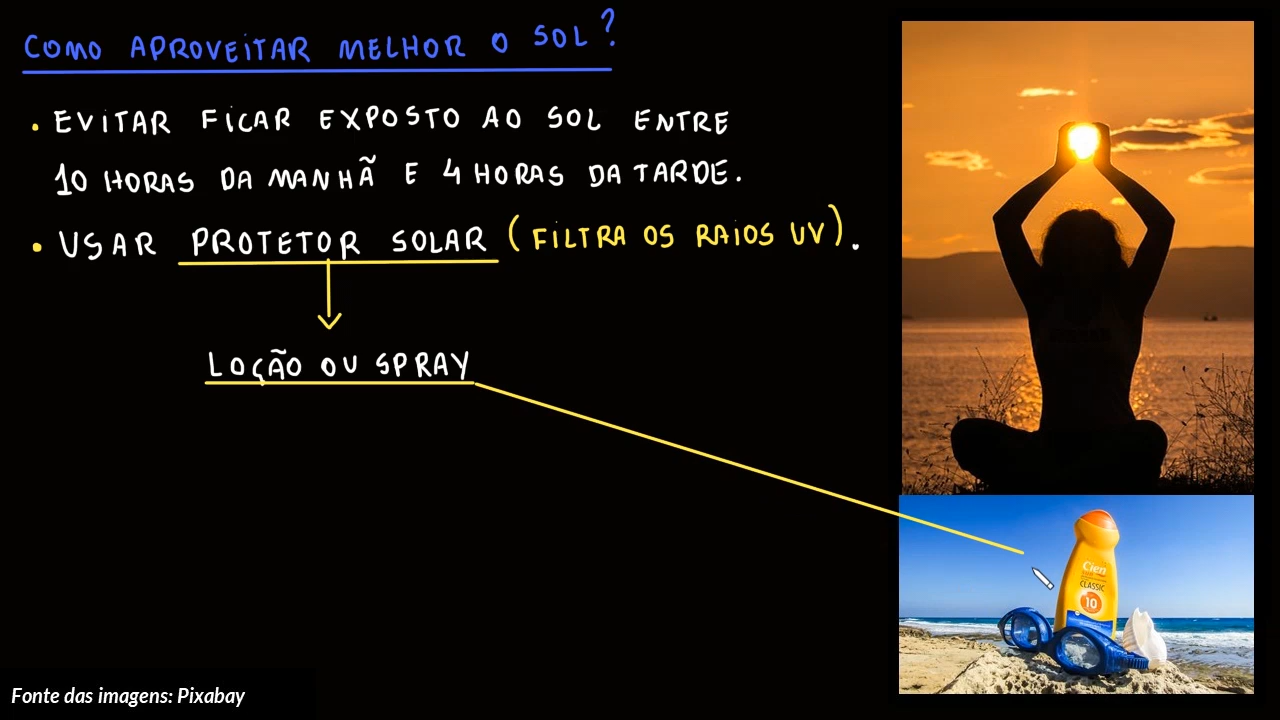 COMO APROVEITAR MELHOR O SOL?
• EVITAR FICAR EXPOSTO AO SOL ENTRE
10 HORAS DA MANHÃ E 4 HORAS DA TARDE.
• USAR PROTETOR SOLAR (FILTRA OS RAIOS UV).
LOÇÃO OU SPRAY
Cien
CLASSIC
10
Fonte das imagens: Pixabay